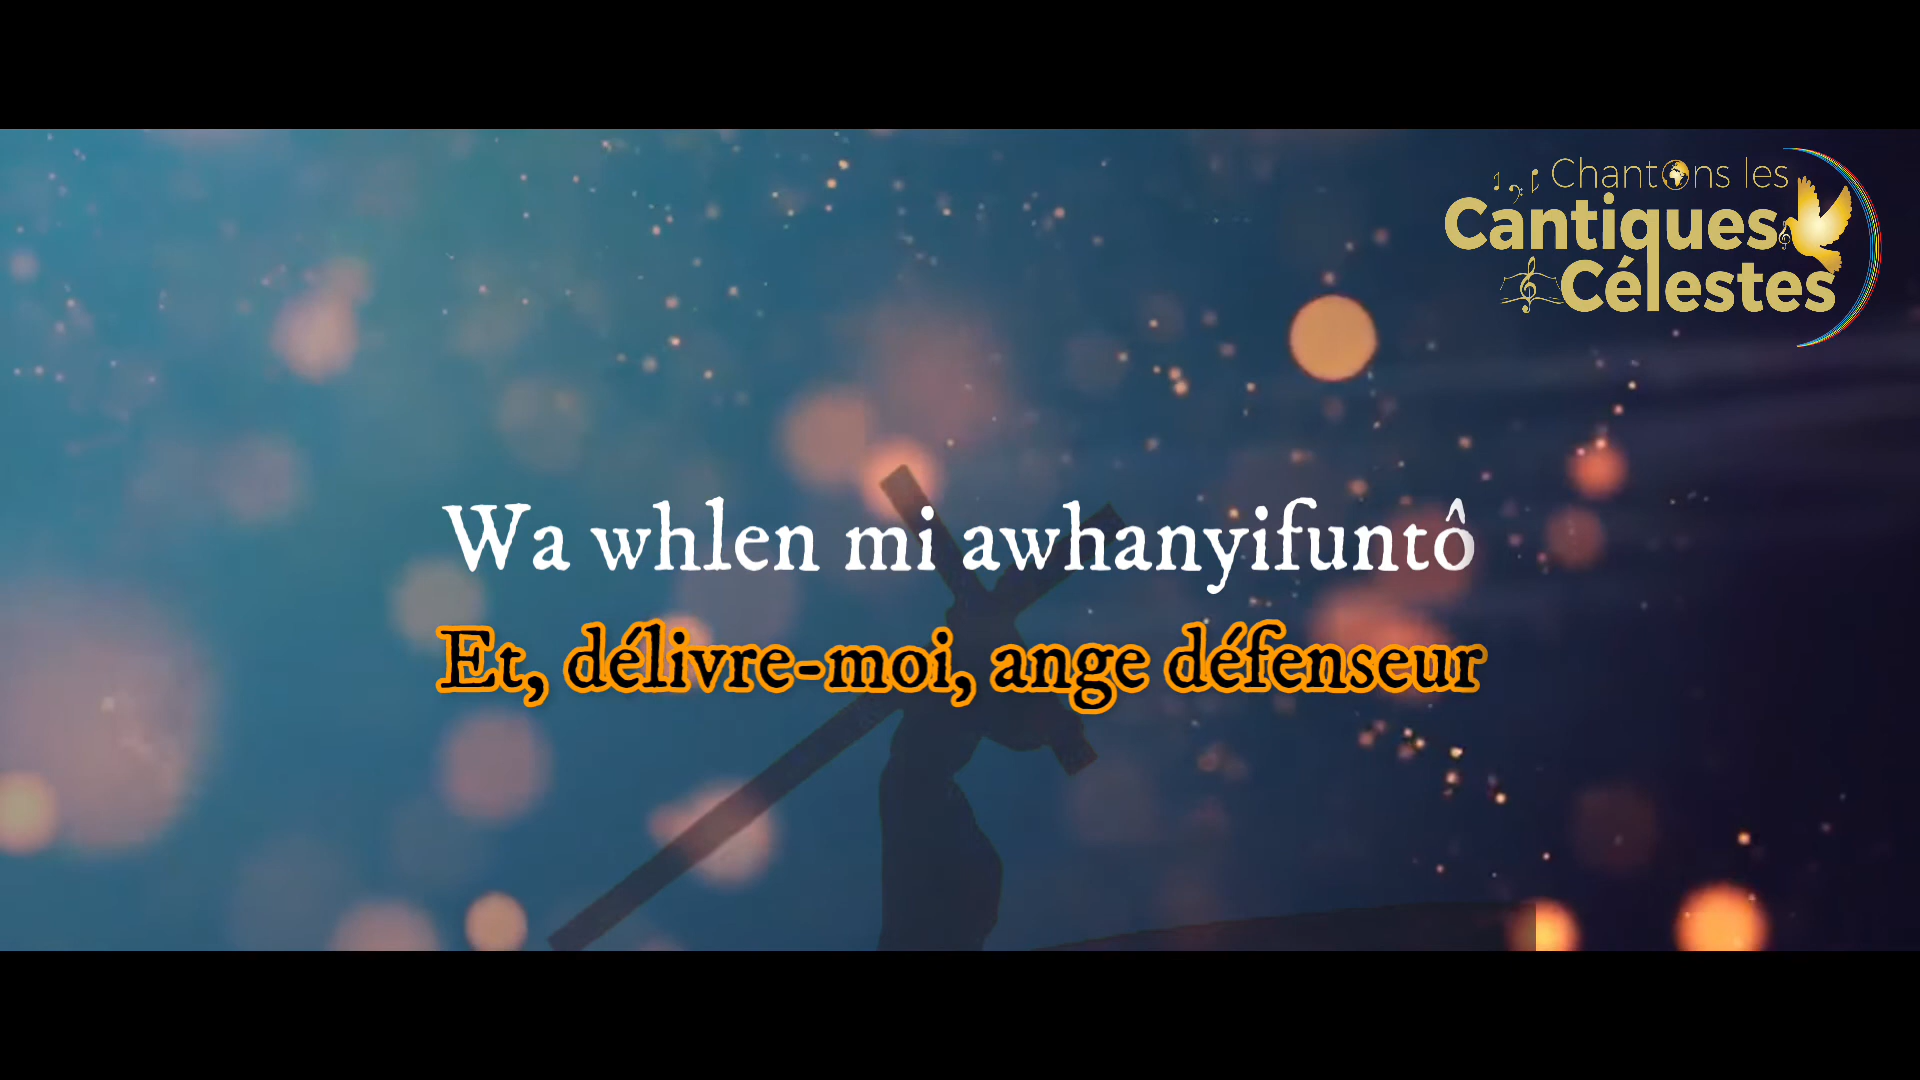 Chantons les
Cantiques
Célestes
Wa whlen mi awhanyifuntô
Et, délivre-moi, ange défenseur